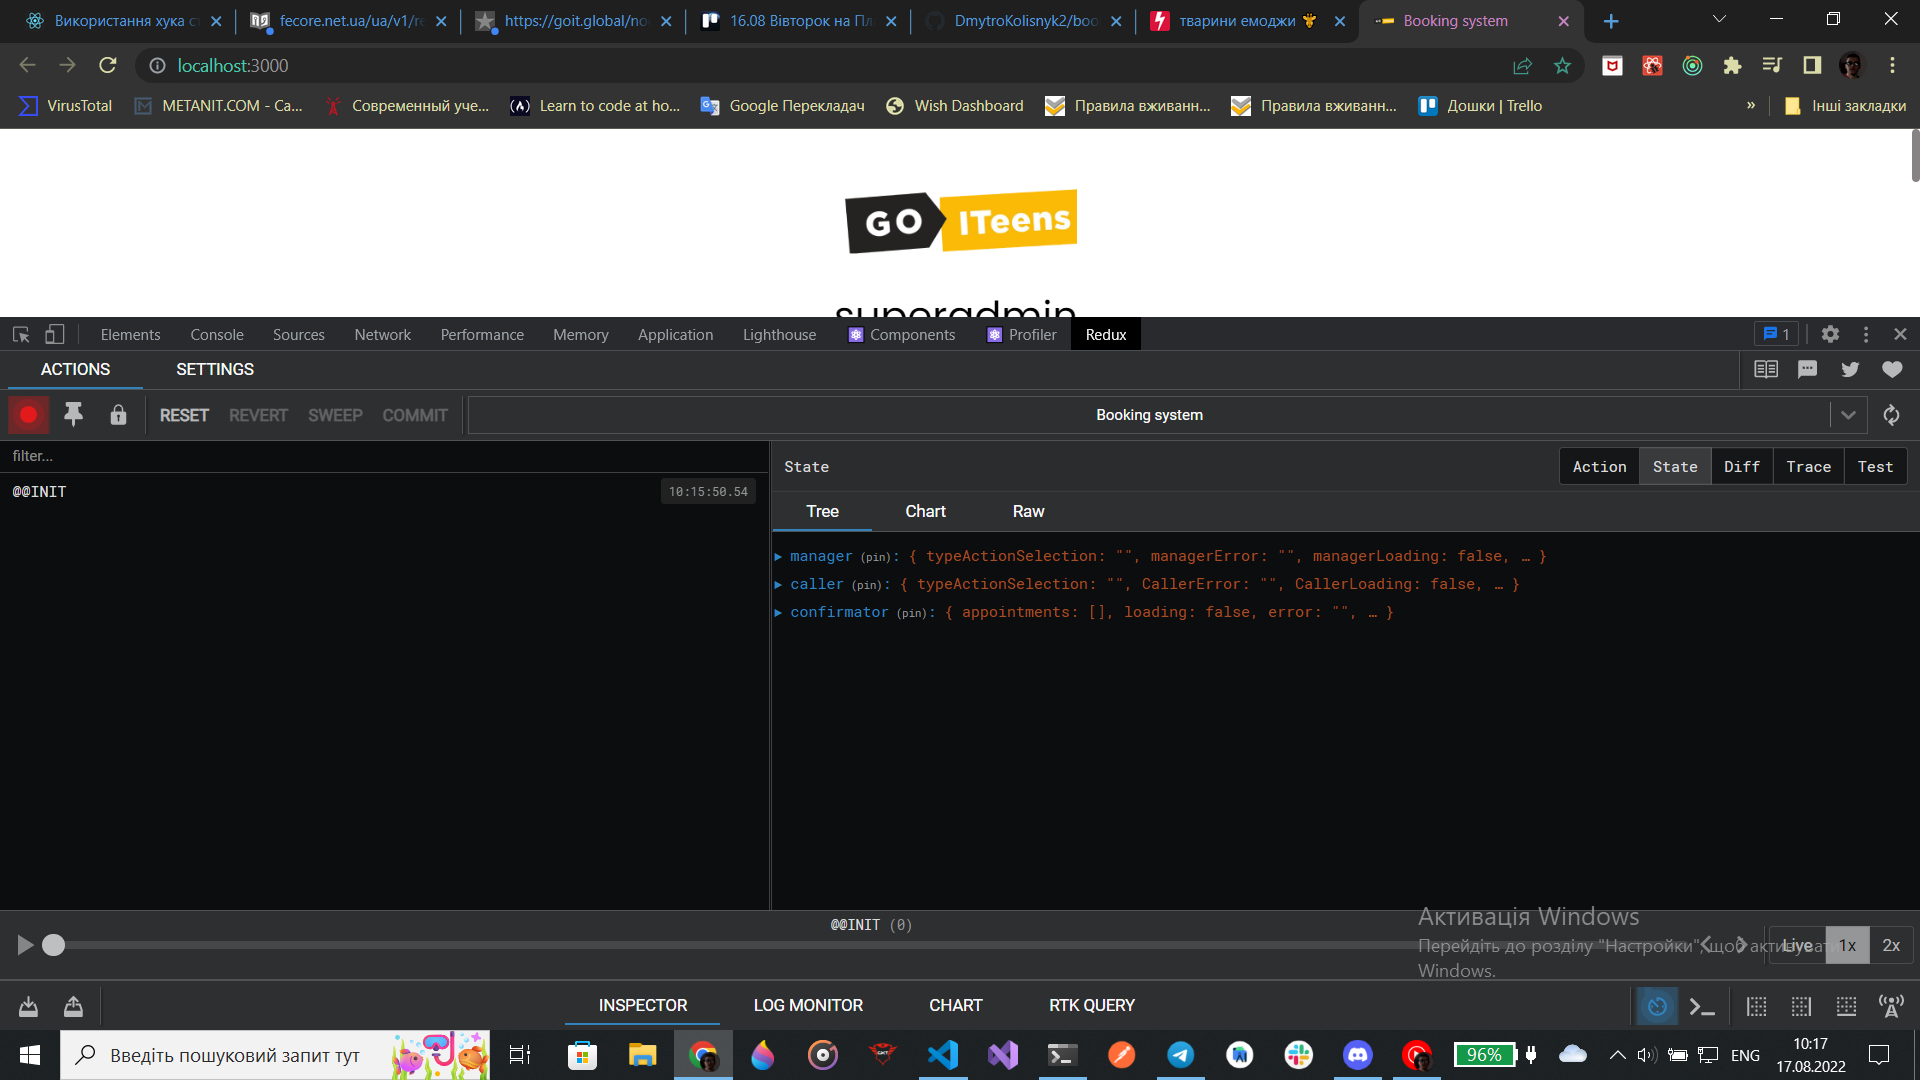 Використання хука ст
fecore.net.ua/ua/v1/re
https://goit.global/no
16.08 Вівторок на Пл
DmytroKolisnyk2/boo
тварини емоджи
Booking system
localhost:3000
VirusTotal
METANIT.COM - Са...
Современный уче...
Learn to code at ho...
Google Перекладач
Wish Dashboard
Правила вживанн...
Правила вживанн...
Дошки | Trello
»
Інші закладки
GO ITeens
superadmin
Elements Console Sources Network Performance Memory Application Lighthouse Components Profiler Redux 1
ACTIONS SETTINGS
RESET REVERT SWEEP COMMIT Booking system
filter...
@@INIT 10:15:50.54
State Action State Diff Trace Test
Tree Chart Raw
manager (pin): { typeActionSelection: "", managerError: "", managerLoading: false, … }
caller (pin): { typeActionSelection: "", CallerError: "", CallerLoading: false, … }
confirmator (pin): { appointments: [], loading: false, error: "", … }
@@INIT (0)
Live 1x 2x
Активація Windows
Перейдіть до розділу "Настройки", щоб активувати
Windows.
INSPECTOR LOG MONITOR CHART RTK QUERY
Введіть пошуковий запит тут
96%
ENG
10:17
17.08.2022